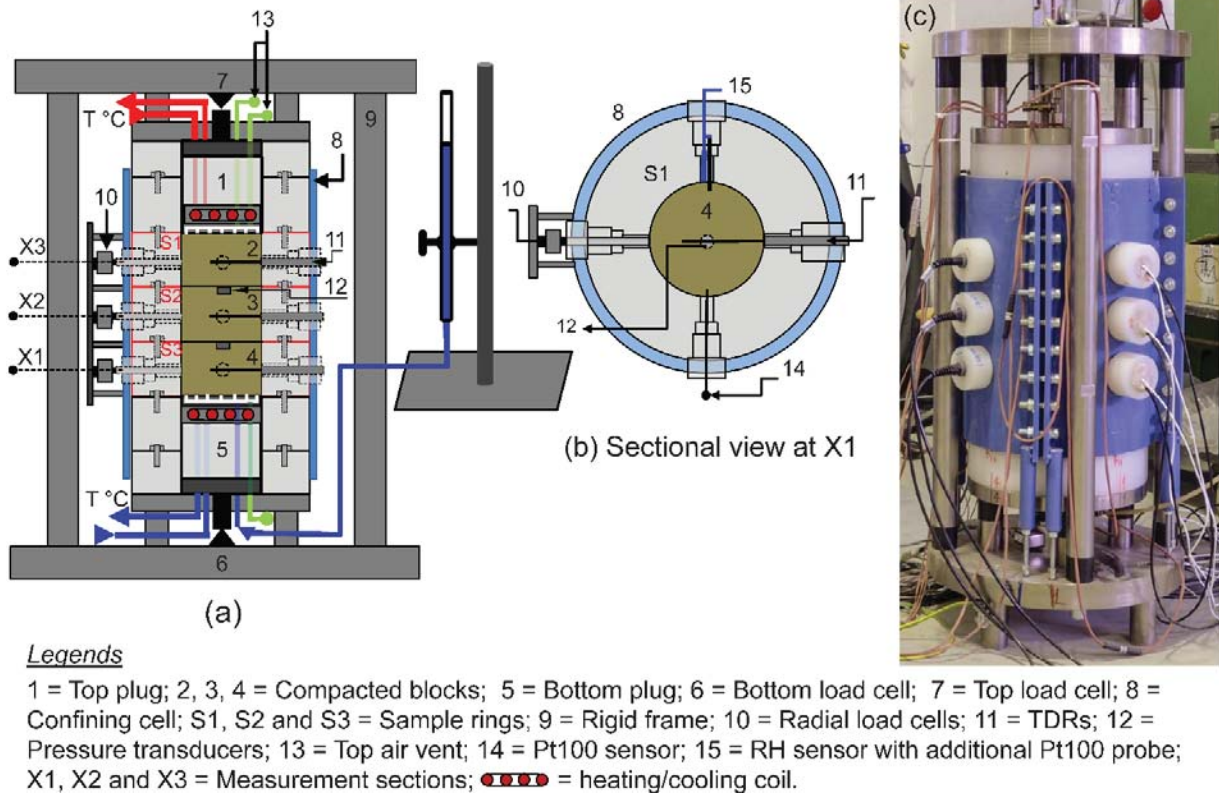 13
7
T °C
9
8
1
10
S1
2
11
X3
S2
12
X2
3
S3
X1
4
5
T °C
6
(a)
15
8
S1
10
4
11
12
14
(b) Sectional view at X1
(c)
Legends
1 = Top plug; 2, 3, 4 = Compacted blocks; 5 = Bottom plug; 6 = Bottom load cell; 7 = Top load cell; 8 =
Confining cell; S1, S2 and S3 = Sample rings; 9 = Rigid frame; 10 = Radial load cells; 11 = TDRs; 12 =
Pressure transducers; 13 = Top air vent; 14 = Pt100 sensor; 15 = RH sensor with additional Pt100 probe;
X1, X2 and X3 = Measurement sections; = heating/cooling coil.